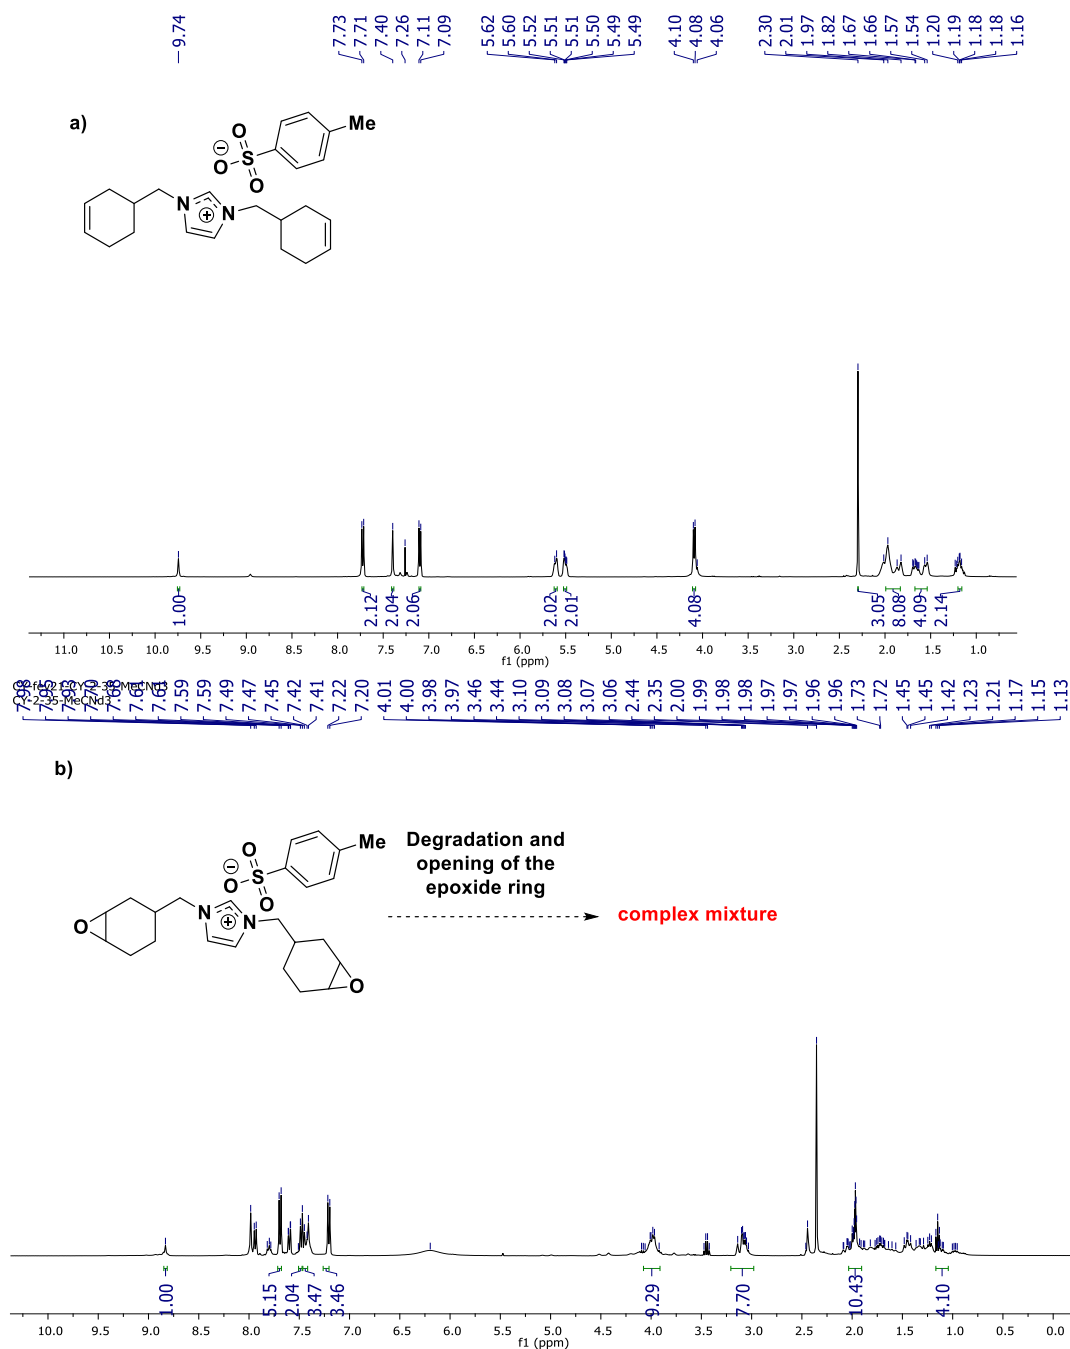 9.74 7.73 7.71 7.40 7.26 7.11 7.09 5.62 5.60 5.52 5.51 5.51 5.50 5.49 5.49 4.10 4.08 4.06 2.30 2.01 1.97 1.82 1.67 1.66 1.57 1.54 1.20 1.19 1.18 1.18 1.16
a)
Me
O
⊖
O S
O
N ⊕ N
1.00 2.12 2.04 2.06 2.02 2.01 4.08 3.05 8.08 4.09 2.14
11.0 10.5 10.0 9.5 9.0 8.5 8.0 7.5 7.0 6.5 6.0 5.5 5.0 4.5 4.0 3.5 3.0 2.5 2.0 1.5 1.0
f1 (ppm)
7.59 7.59 7.49 7.47 7.45 7.42 7.41 7.22 7.20 4.01 4.00 3.98 3.97 3.46 3.44 3.10 3.09 3.08 3.07 3.06 2.44 2.35 2.00 1.99 1.98 1.98 1.97 1.97 1.96 1.96 1.73 1.72 1.45 1.45 1.42 1.23 1.21 1.17 1.15 1.13
CY-2-35-MeCNd3
b)
Me
O
⊖
O S
O
N ⊕ N
O
O
Degradation and
opening of the
epoxide ring
complex mixture
1.00 5.15 2.04 3.47 3.46 9.29 7.70 10.43 4.10
10.0 9.5 9.0 8.5 8.0 7.5 7.0 6.5 6.0 5.5 5.0 4.5 4.0 3.5 3.0 2.5 2.0 1.5 1.0 0.5 0.0
f1 (ppm)